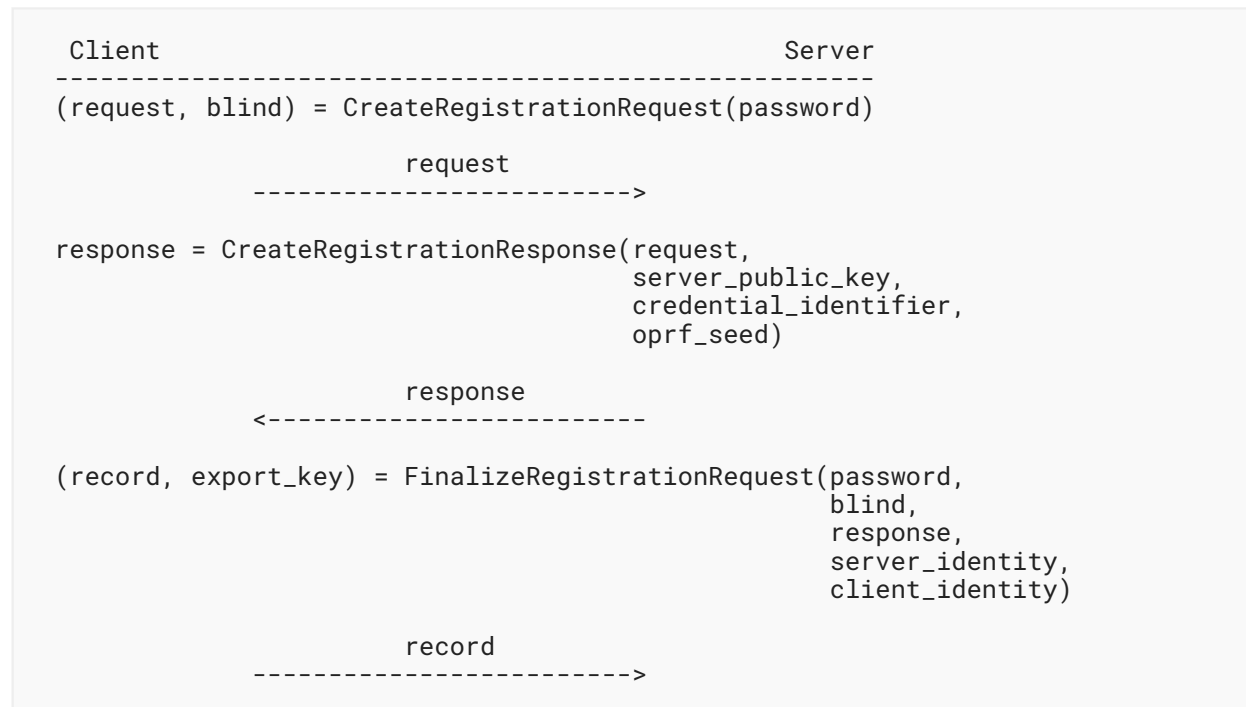 Client                                         Server
------------------------------------------------------
(request, blind) = CreateRegistrationRequest(password)
request
------------------------->
response = CreateRegistrationResponse(request,
server_public_key,
credential_identifier,
oprf_seed)
response
<-------------------------
(record, export_key) = FinalizeRegistrationRequest(password,
blind,
response,
server_identity,
client_identity)
record
------------------------->